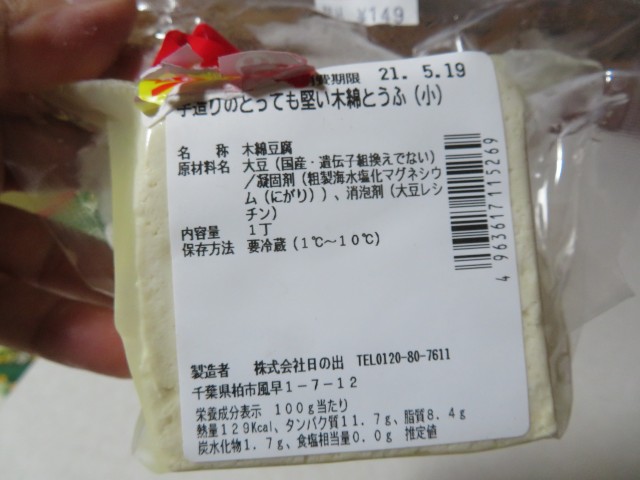 ¥149
費期限 21. 5.19
手造りのとっても堅い木綿とうふ（小）
名 称 木綿豆腐
原材料名 大豆（国産・遺伝子組換えでない）
／凝固剤（粗製海水塩化マグネシウ
ム（にがり））、消泡剤（大豆レシ
チン）
内容量 1丁
保存方法 要冷蔵（1℃～10℃）
4963617115269
製造者 株式会社日の出 TEL0120-80-7611
千葉県柏市風早1-7-12
栄養成分表示 100g当たり
熱量129Kcal、タンパク質11.7g、脂質8.4g
炭水化物1.7g、食塩相当量0.0g 推定値